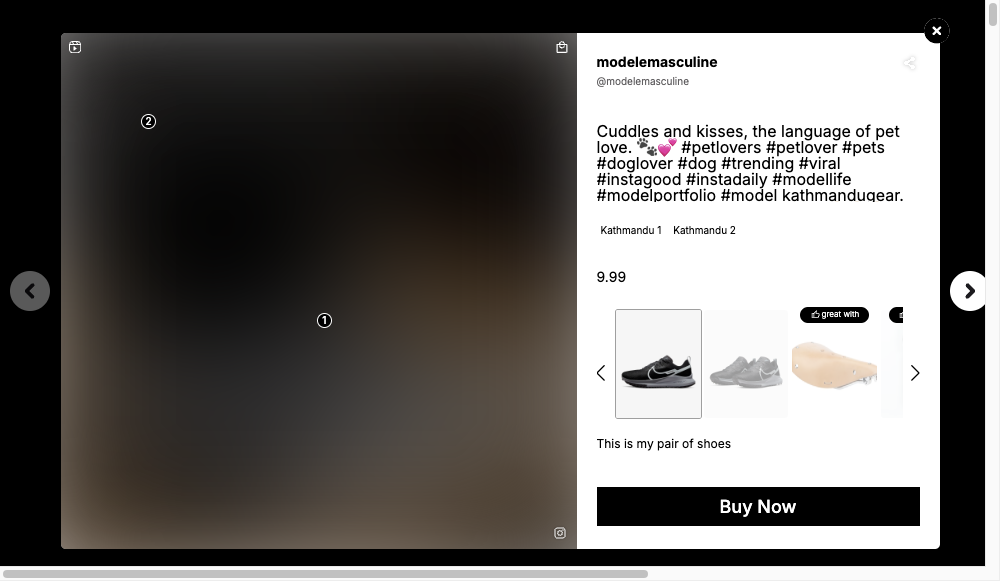 2
1
modelemasculine
@modelemasculine
Cuddles and kisses, the language of pet
love. 🐾💕 #petlovers #petlover #pets
#doglover #dog #trending #viral
#instagood #instadaily #modellife
#modelportfolio #model kathmandugear.
Kathmandu 1 Kathmandu 2
9.99
great with
This is my pair of shoes
Buy Now